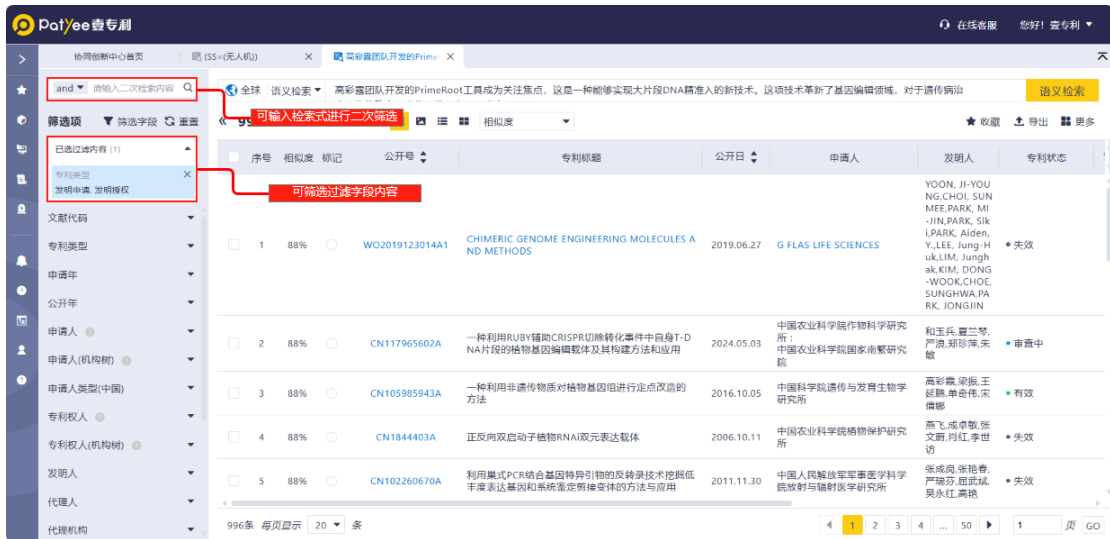 Patyee壹专利
在线客服 您好！壹专利
协同创新中心首页 (SS=(无人机)) 高彩霞团队开发的Prime
and 请输入二次检索内容
全球 语义检索 高彩霞团队开发的PrimeRoot工具成为关注焦点，这是一种能够实现大片段DNA精准入的新技术。这项技术革新了基因编辑领域，对于遗传病治
语义检索
可输入检索式进行二次筛选
筛选项 筛选字段 重置
相似度
收藏 导出 更多
已选过滤内容 (1)
专利类型
发明申请, 发明授权
可筛选过滤字段内容
文献代码
专利类型
申请年
公开年
申请人
申请人(机构树)
申请人类型(中国)
专利权人
专利权人(机构树)
发明人
代理人
代理机构
序号 相似度 标记 公开号 专利标题 公开日 申请人 发明人 专利状态
1 88% WO2019123014A1 CHIMERIC GENOME ENGINEERING MOLECULES A
ND METHODS
2019.06.27 G FLAS LIFE SCIENCES
YOON, JI-YOU
NG,CHOI, SUN
MEE,PARK, MI
-JIN,PARK, Sik
i,PARK, Aiden,
Y.,LEE, Jung-H
uk,LIM, Jungh
ak,KIM, DONG
-WOOK,CHOE,
SUNGHWA,PA
RK, JONGJIN
失效
2 88% CN117965602A 一种利用RUBY辅助CRISPR切除转化事件中自身T-D
NA片段的植物基因编辑载体及其构建方法和应用
2024.05.03
中国农业科学院作物科学研究
所；
中国农业科学院国家南繁研究
院
和玉兵,夏兰琴,
严浪,郑珍萍,朱
敏
审查中
3 88% CN105985943A 一种利用非遗传物质对植物基因组进行定点改造的
方法
2016.10.05
中国科学院遗传与发育生物学
研究所
高彩霞,梁振,王
延鹏,单奇伟,宋
倩娜
有效
4 88% CN1844403A 正反向双启动子植物RNAi双元表达载体 2006.10.11
中国农业科学院植物保护研究
所
燕飞,成卓敏,张
文蔚,肖红,李世
访
失效
5 88% CN102260670A 利用巢式PCR结合基因特异引物的反转录技术挖掘低
丰度表达基因和系统鉴定剪接变体的方法与应用
2011.11.30
中国人民解放军军事医学科学
院放射与辐射医学研究所
张成岗,张艳春,
严瑞芬,屈武斌,
吴永红,高艳
失效
996条 每页显示 20 条
1 2 3 4 ... 50 1 页 GO